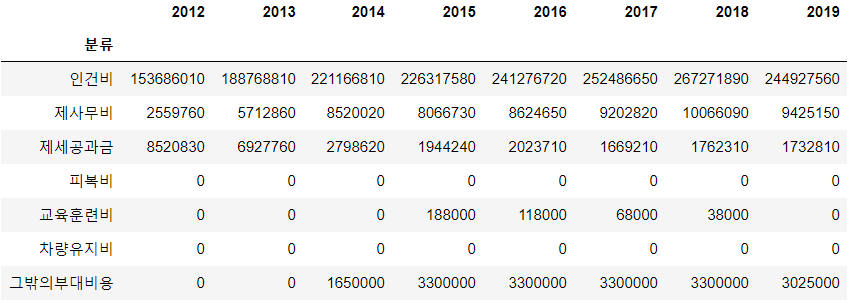 2012 2013 2014 2015 2016 2017 2018 2019
분류
인건비 153686010 188768810 221166810 226317580 241276720 252486650 267271890 244927560
제사무비 2559760 5712860 8520020 8066730 8624650 9202820 10066090 9425150
제세공과금 8520830 6927760 2798620 1944240 2023710 1669210 1762310 1732810
피복비 0 0 0 0 0 0 0 0
교육훈련비 0 0 0 188000 118000 68000 38000 0
차량유지비 0 0 0 0 0 0 0 0
그밖의부대비용 0 0 1650000 3300000 3300000 3300000 3300000 3025000